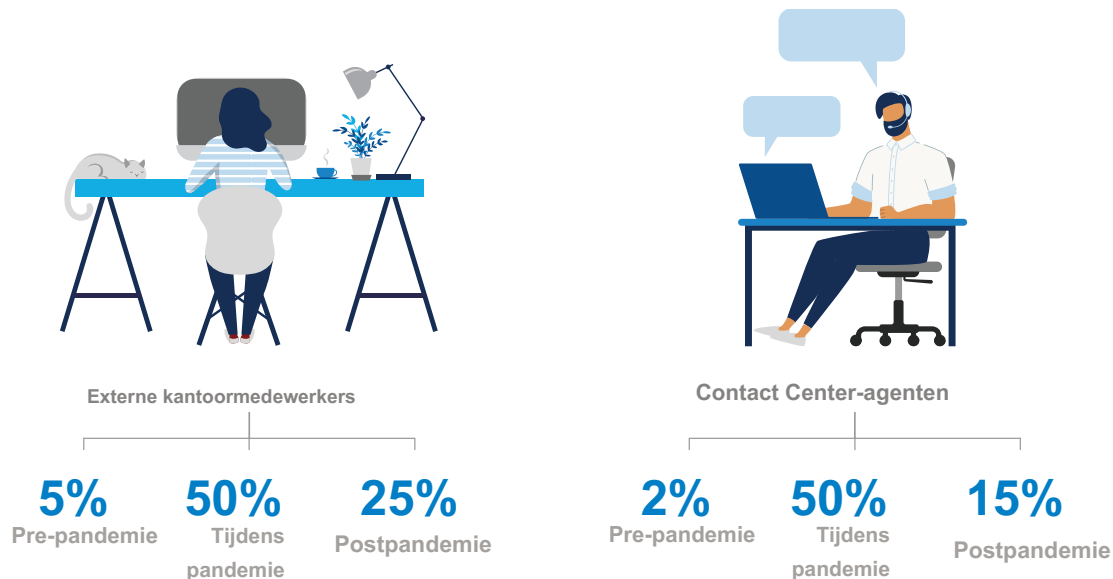 Externe kantoormedewerkers
5%
Pre-pandemie
50%
Tijdens
pandemie
25%
Postpandemie
Contact Center-agenten
2%
Pre-pandemie
50%
Tijdens
pandemie
15%
Postpandemie